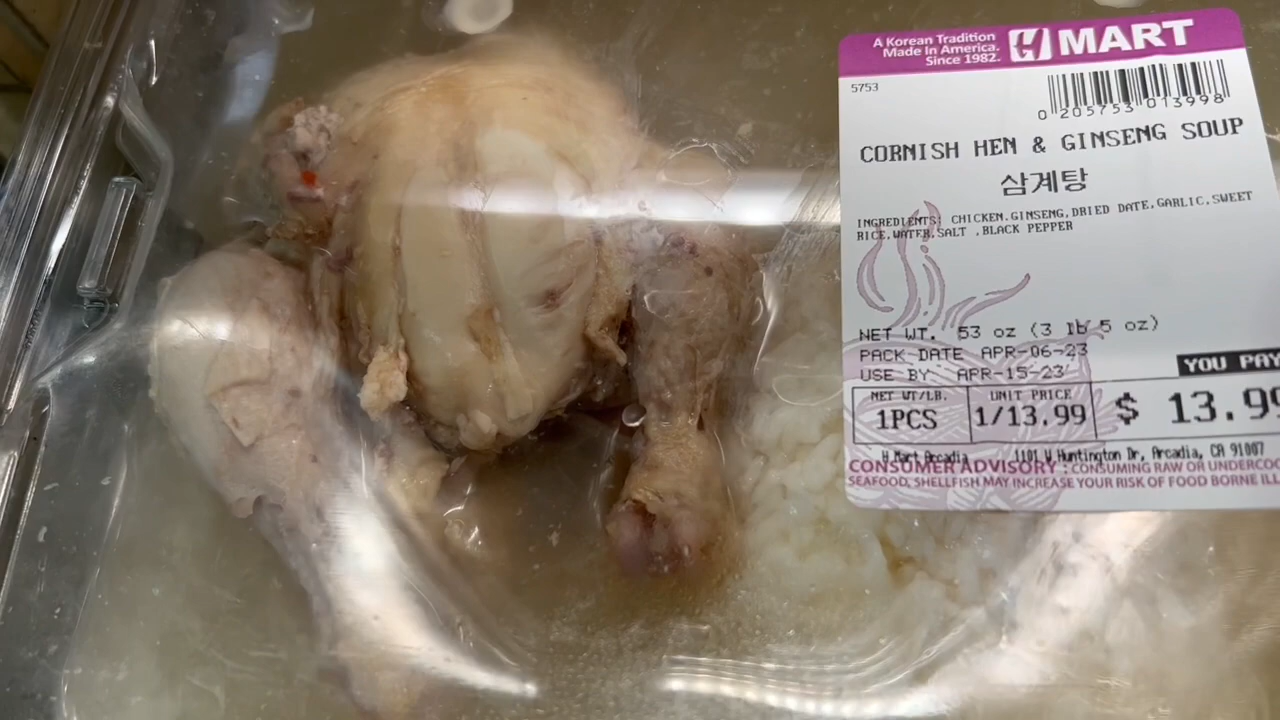 A Korean Tradition
Made In America.
Since 1982.
H MART
5753
0 205753 013998
CORNISH HEN & GINSENG SOUP
삼계탕
INGREDIENTS: CHICKEN,GINSENG,DRIED DATE,GARLIC,SWEET
RICE,WATER,SALT ,BLACK PEPPER
NET WT. 53 oz (3 lb 5 oz)
PACK DATE APR-06-23
USE BY APR-15-23
YOU PAY
NET WT/LB. UNIT PRICE
1PCS 1/13.99 $ 13.99
H Mart Arcadia 1101 W Huntington Dr, Arcadia, CA 91007
CONSUMER ADVISORY : CONSUMING RAW OR
SEAFOOD, SHELLFISH MAY INCREASE YOUR RISK OF FOOD BORNE